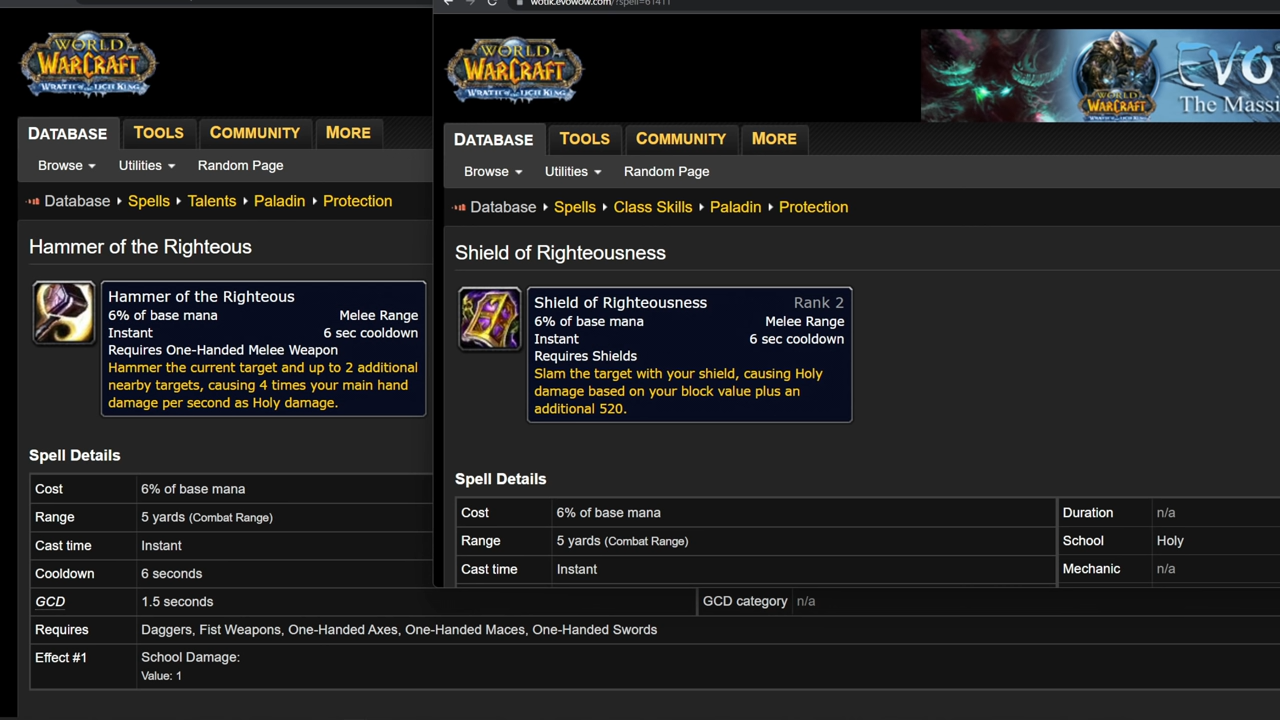 WORLD
WARCRAFT
WRATH OF THE LICH KING
DATABASE TOOLS COMMUNITY MORE
Browse Utilities Random Page
Database Spells Talents Paladin Protection
Hammer of the Righteous
Hammer of the Righteous
6% of base mana Melee Range
Instant 6 sec cooldown
Requires One-Handed Melee Weapon
Hammer the current target and up to 2 additional
nearby targets, causing 4 times your main hand
damage per second as Holy damage.
Spell Details
Cost 6% of base mana
Range 5 yards (Combat Range)
Cast time Instant
Cooldown 6 seconds
GCD 1.5 seconds
GCD category n/a
Requires Daggers, Fist Weapons, One-Handed Axes, One-Handed Maces, One-Handed Swords
Effect #1 School Damage:
Value: 1
wotlk.evowow.com/?spell=61411
WORLD
WARCRAFT
WRATH OF THE LICH KING
WARCRAFT
Evo
The Massi
DATABASE TOOLS COMMUNITY MORE
Browse Utilities Random Page
Database Spells Class Skills Paladin Protection
Shield of Righteousness
Shield of Righteousness Rank 2
6% of base mana Melee Range
Instant 6 sec cooldown
Requires Shields
Slam the target with your shield, causing Holy
damage based on your block value plus an
additional 520.
Spell Details
Cost 6% of base mana Duration n/a
Range 5 yards (Combat Range) School Holy
Cast time Instant Mechanic n/a